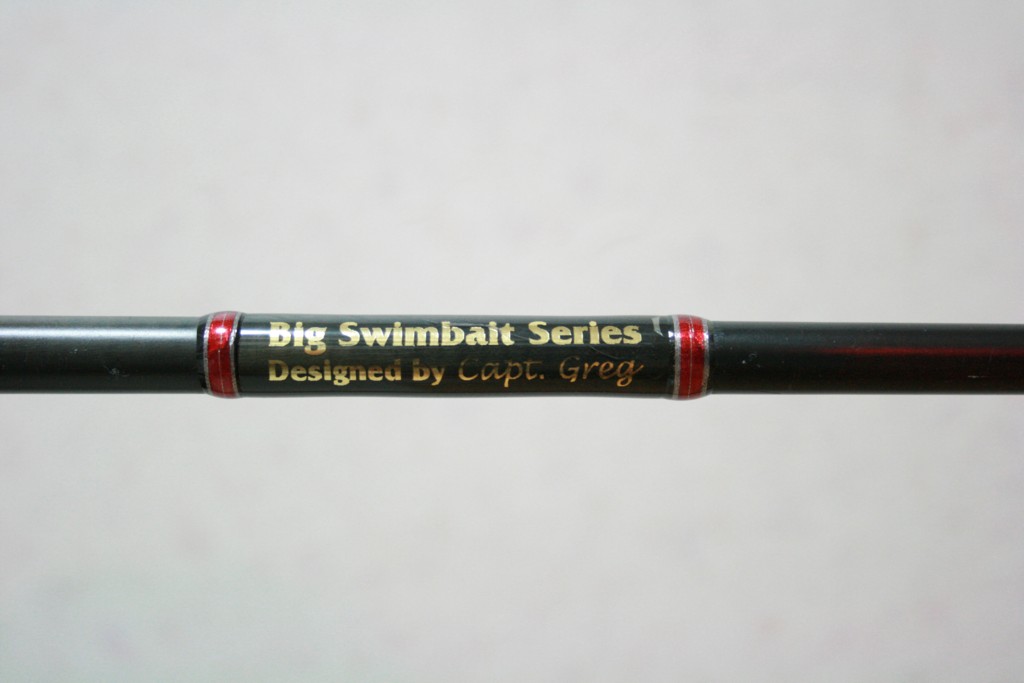 Big Swimbait Series
Designed by Capt. Greg